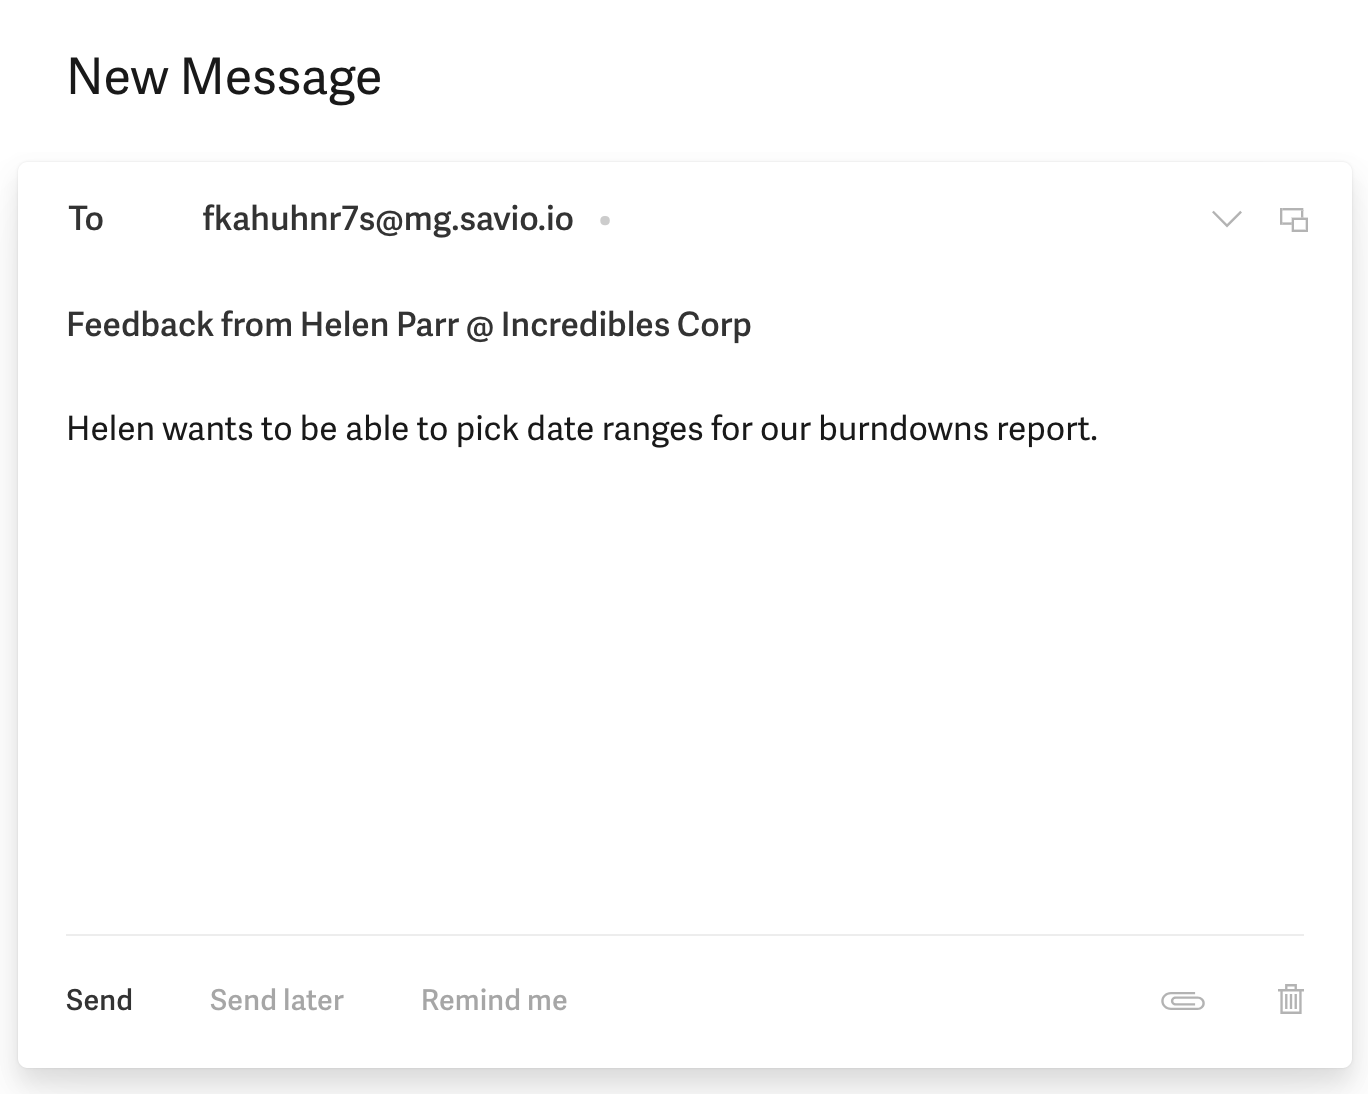 New Message
To fkahuhnr7s@mg.savio.io
Feedback from Helen Parr @ Incredibles Corp
Helen wants to be able to pick date ranges for our burndowns report.
Send Send later Remind me